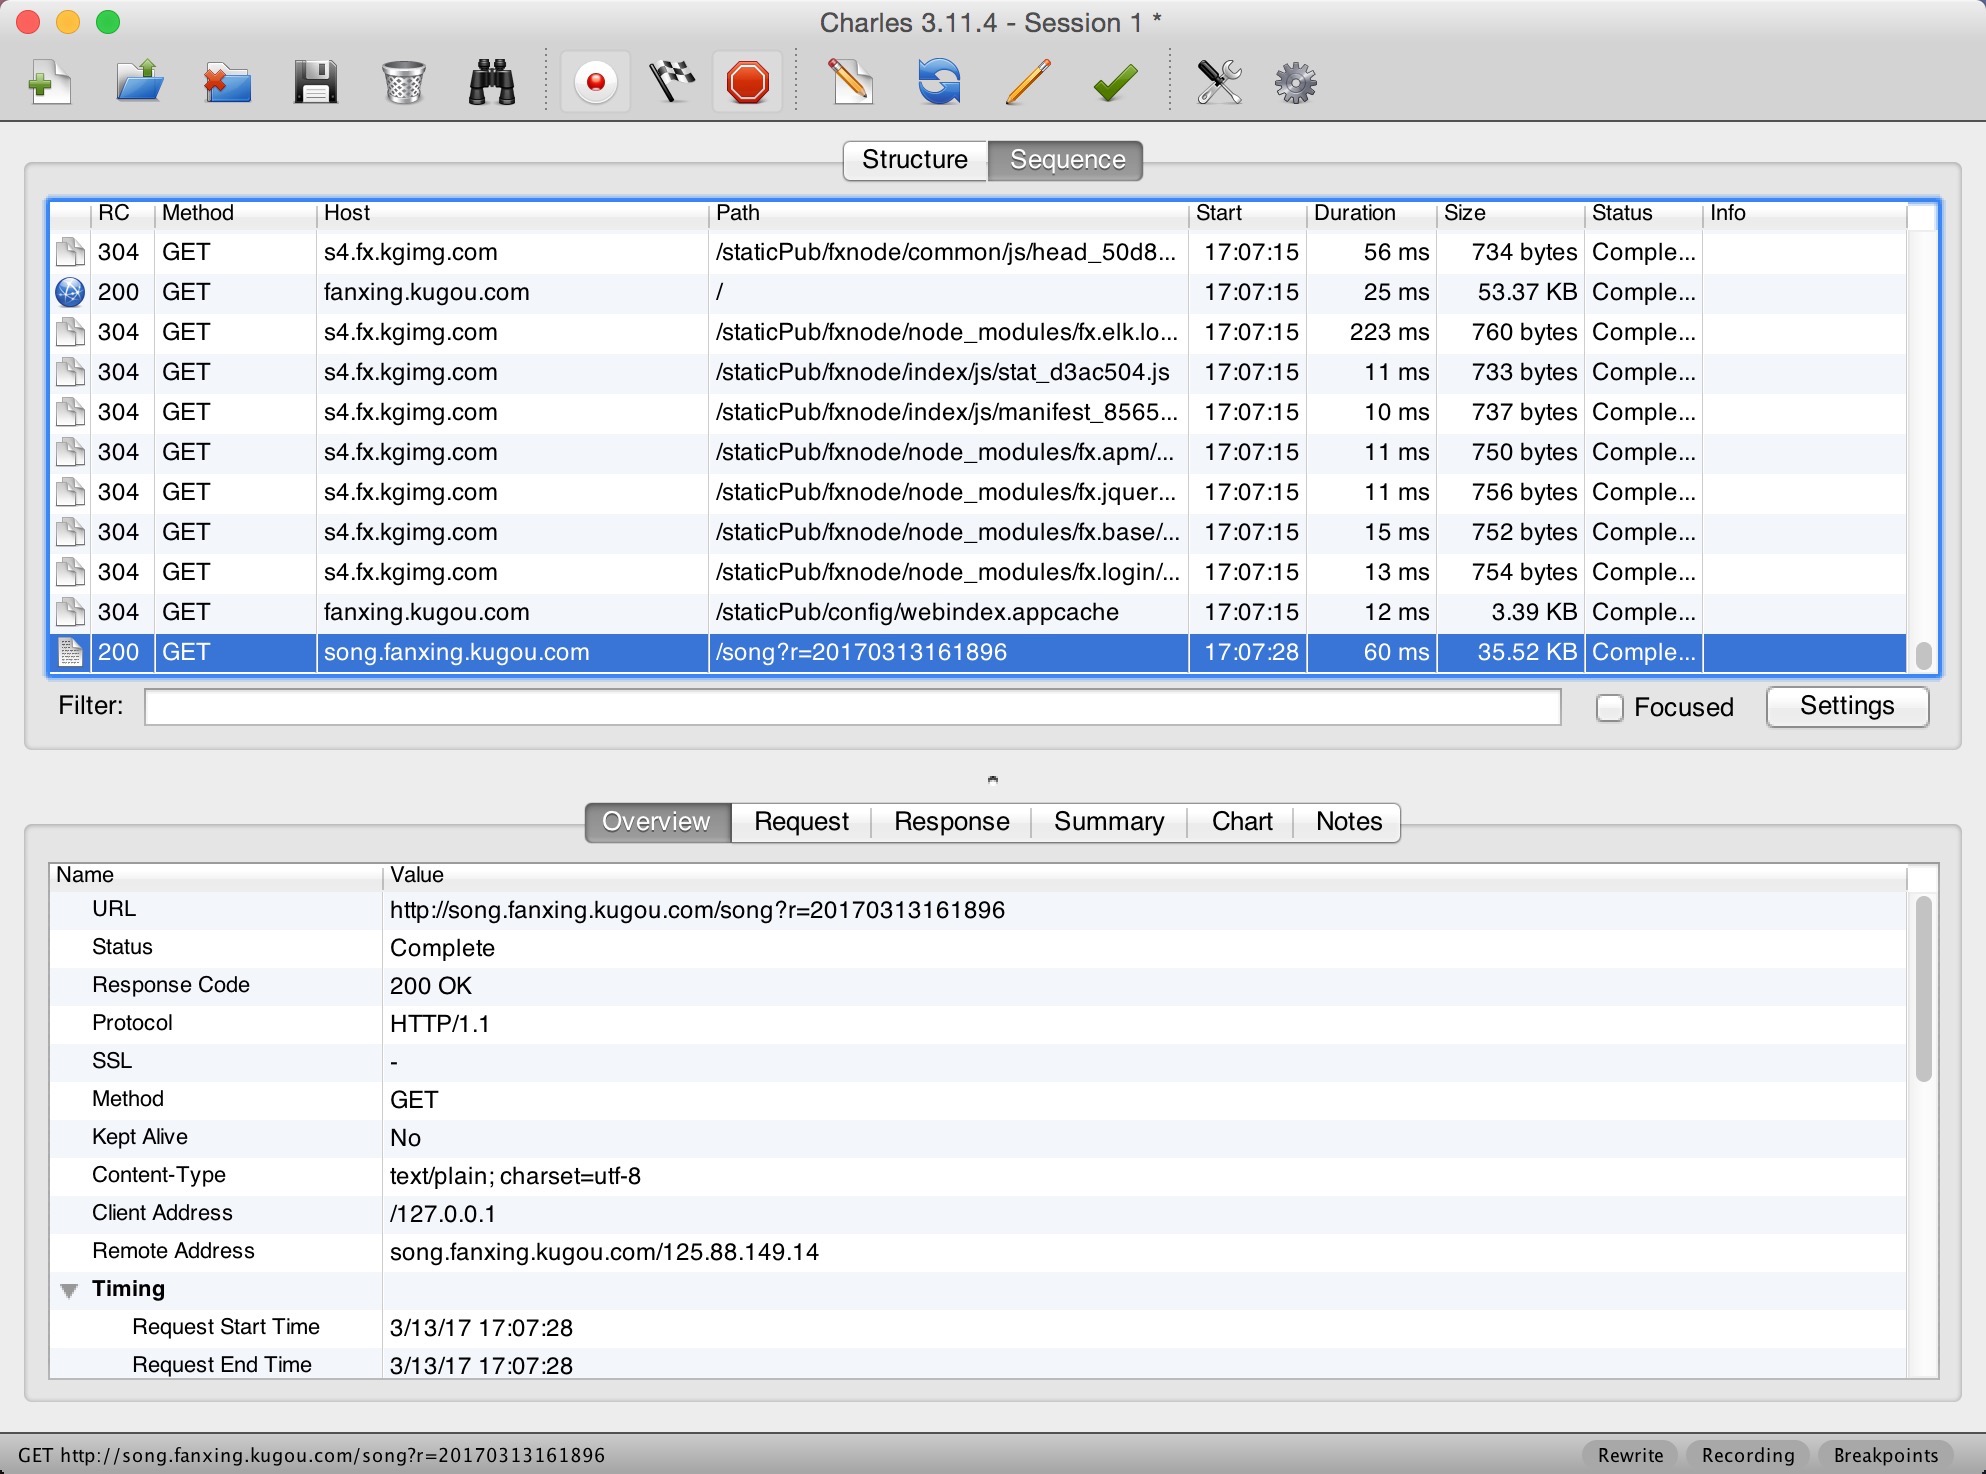 Charles 3.11.4 - Session 1 *
Structure Sequence
RC Method Host Path Start Duration Size Status Info
304 GET s4.fx.kgimg.com /staticPub/fxnode/common/js/head_50d8... 17:07:15 56 ms 734 bytes Comple...
200 GET fanxing.kugou.com / 17:07:15 25 ms 53.37 KB Comple...
304 GET s4.fx.kgimg.com /staticPub/fxnode/node_modules/fx.elk.lo... 17:07:15 223 ms 760 bytes Comple...
304 GET s4.fx.kgimg.com /staticPub/fxnode/index/js/stat_d3ac504.js 17:07:15 11 ms 733 bytes Comple...
304 GET s4.fx.kgimg.com /staticPub/fxnode/index/js/manifest_8565... 17:07:15 10 ms 737 bytes Comple...
304 GET s4.fx.kgimg.com /staticPub/fxnode/node_modules/fx.apm/... 17:07:15 11 ms 750 bytes Comple...
304 GET s4.fx.kgimg.com /staticPub/fxnode/node_modules/fx.jquer... 17:07:15 11 ms 756 bytes Comple...
304 GET s4.fx.kgimg.com /staticPub/fxnode/node_modules/fx.base/... 17:07:15 15 ms 752 bytes Comple...
304 GET s4.fx.kgimg.com /staticPub/fxnode/node_modules/fx.login/... 17:07:15 13 ms 754 bytes Comple...
304 GET fanxing.kugou.com /staticPub/config/webindex.appcache 17:07:15 12 ms 3.39 KB Comple...
200 GET song.fanxing.kugou.com /song?r=20170313161896 17:07:28 60 ms 35.52 KB Comple...
Filter: Focused Settings
Overview Request Response Summary Chart Notes
Name Value
URL http://song.fanxing.kugou.com/song?r=20170313161896
Status Complete
Response Code 200 OK
Protocol HTTP/1.1
SSL -
Method GET
Kept Alive No
Content-Type text/plain; charset=utf-8
Client Address /127.0.0.1
Remote Address song.fanxing.kugou.com/125.88.149.14
Timing
Request Start Time 3/13/17 17:07:28
Request End Time 3/13/17 17:07:28
GET http://song.fanxing.kugou.com/song?r=20170313161896 Rewrite Recording Breakpoints